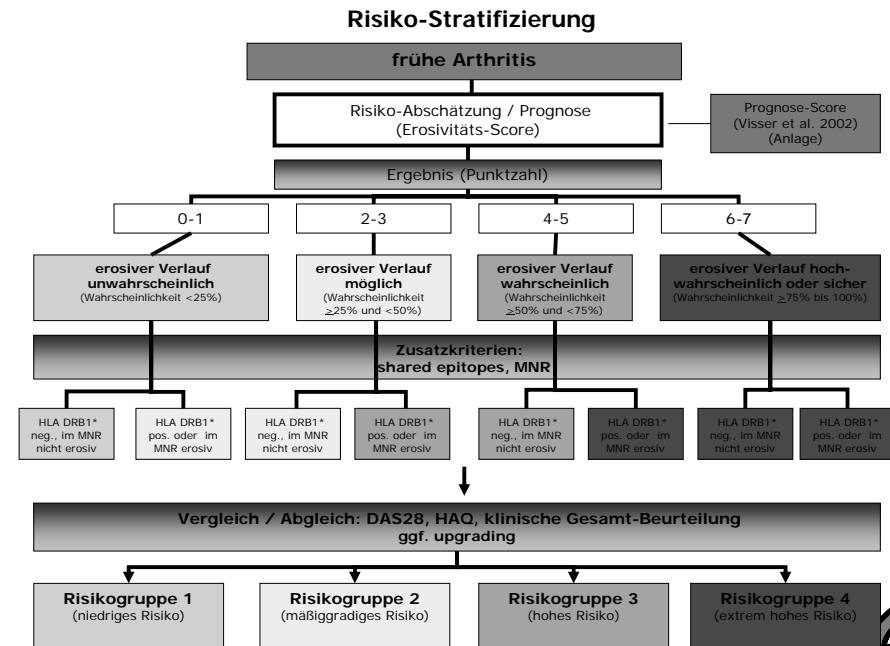 Risiko-Stratifizierung
frühe Arthritis
Risiko-Abschätzung / Prognose
(Erosivitäts-Score)
Prognose-Score
(Visser et al. 2002)
(Anlage)
Ergebnis (Punktzahl)
0-1
2-3
4-5
6-7
erosiver Verlauf
unwahrscheinlich
(Wahrscheinlichkeit <25%)
erosiver Verlauf
möglich
(Wahrscheinlichkeit
≥25% und <50%)
erosiver Verlauf
wahrscheinlich
(Wahrscheinlichkeit
≥50% und <75%)
erosiver Verlauf hoch-
wahrscheinlich oder sicher
(Wahrscheinlichkeit ≥75% bis 100%)
Zusatzkriterien:
shared epitopes, MNR
HLA DRB1*
neg., im MNR
nicht erosiv
HLA DRB1*
pos. oder im
MNR erosiv
HLA DRB1*
neg., im MNR
nicht erosiv
HLA DRB1*
pos. oder im
MNR erosiv
HLA DRB1*
neg., im MNR
nicht erosiv
HLA DRB1*
pos. oder im
MNR erosiv
HLA DRB1*
neg., im MNR
nicht erosiv
HLA DRB1*
pos. oder im
MNR erosiv
Vergleich / Abgleich: DAS28, HAQ, klinische Gesamt-Beurteilung
ggf. upgrading
Risikogruppe 1
(niedriges Risiko)
Risikogruppe 2
(mäßiggradiges Risiko)
Risikogruppe 3
(hohes Risiko)
Risikogruppe 4
(extrem hohes Risiko)